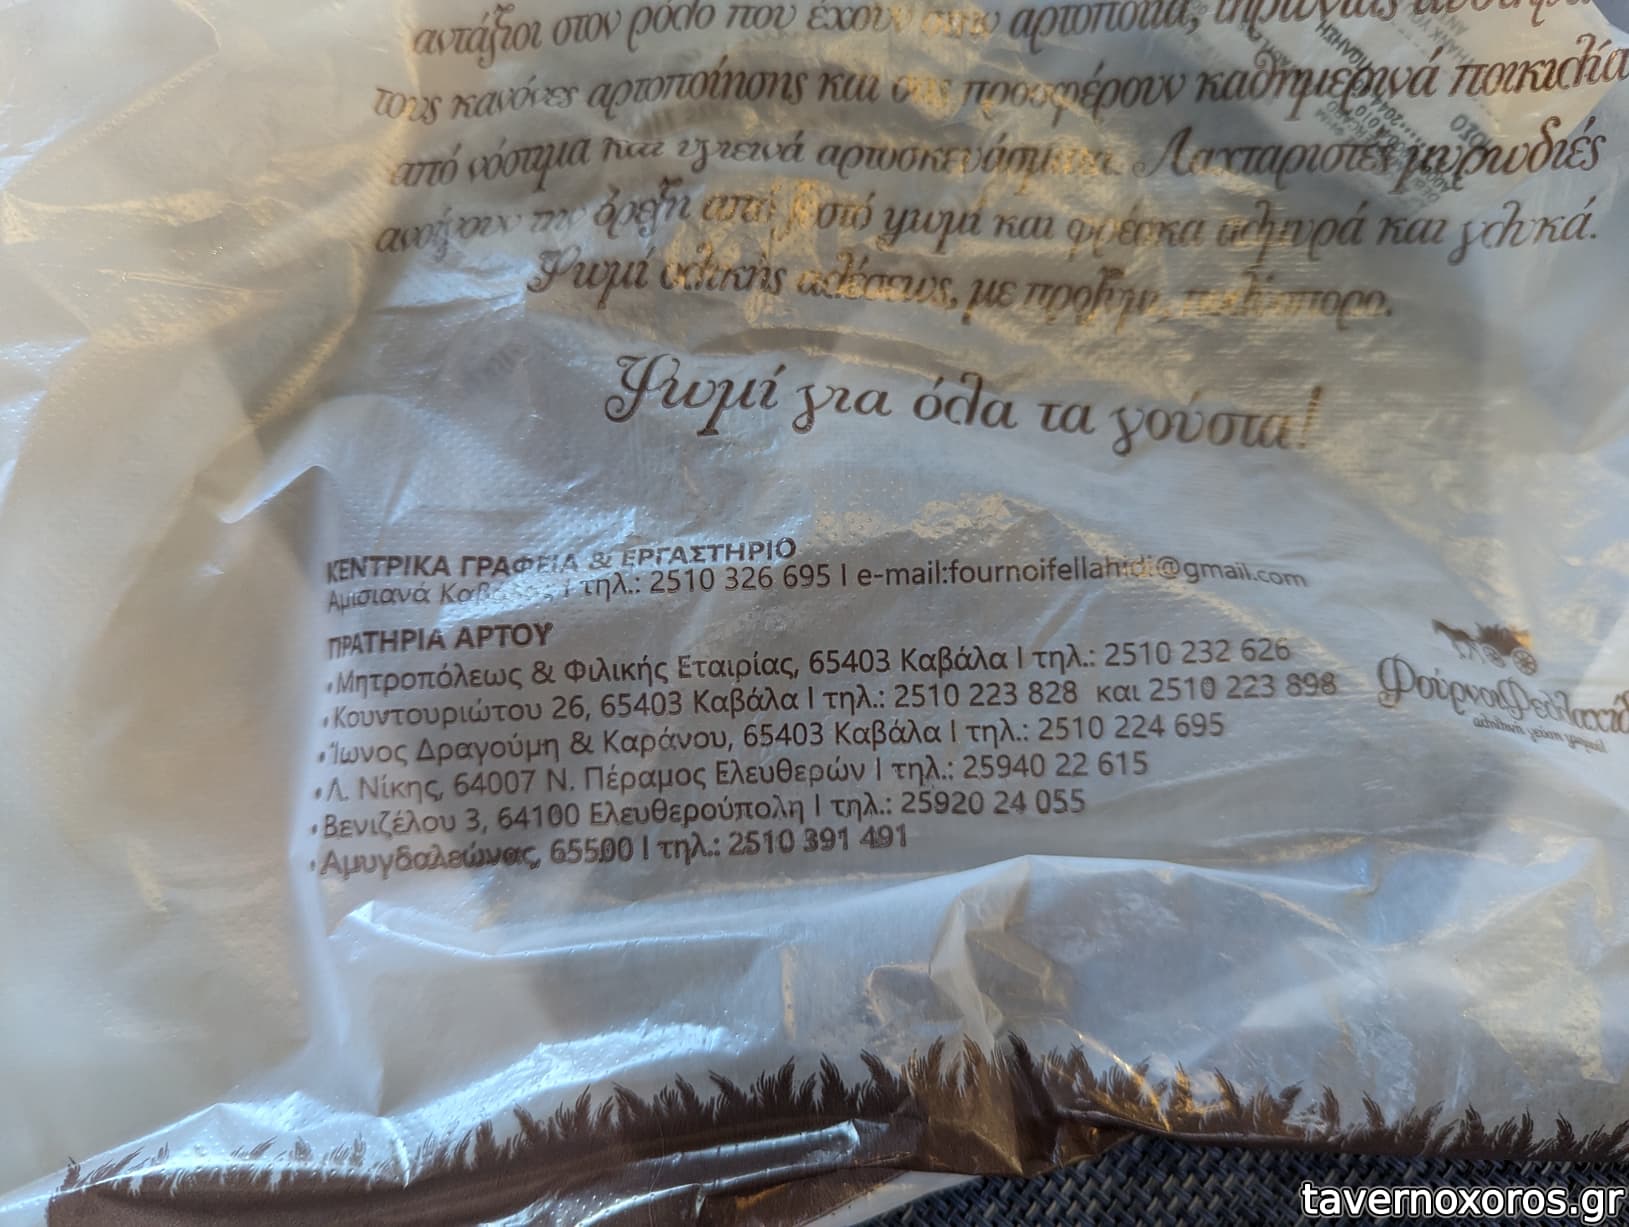 αντάξιοι στον ρόλο που έχουν στην αρτοποιία, τηρώντας
τους κανόνες αρτοποίησης και σας προσφέρουν καθημερινά ποικιλία
από νόστιμα και υγιεινά αρτοσκευάσματα. Λαχταριστές μυρωδιές
ανοίγουν την όρεξη από ζεστό ψωμί και φρέσκα αλμυρά και γλυκά.
Ψωμί ολικής αλέσεως, με προζύμι, πολύσπορο.
Ψωμί για όλα τα γούστα!
ΚΕΝΤΡΙΚΑ ΓΡΑΦΕΙΑ & ΕΡΓΑΣΤΗΡΙΟ
Αμισιανά Καβάλας | τηλ.: 2510 326 695 | e-mail:fournoifellahidi@gmail.com
ΠΡΑΤΗΡΙΑ ΑΡΤΟΥ
•Μητροπόλεως & Φιλικής Εταιρίας, 65403 Καβάλα | τηλ.: 2510 232 626
•Κουντουριώτου 26, 65403 Καβάλα | τηλ.: 2510 223 828 και 2510 223 898
•Ίωνος Δραγούμη & Καράνου, 65403 Καβάλα | τηλ.: 2510 224 695
•Λ. Νίκης, 64007 Ν. Πέραμος Ελευθερών | τηλ.: 25940 22 615
•Βενιζέλου 3, 64100 Ελευθερούπολη | τηλ.: 25920 24 055
•Αμυγδαλεώνας, 65500 | τηλ.: 2510 391 491
Φούρνοι
tavernoxoros.gr